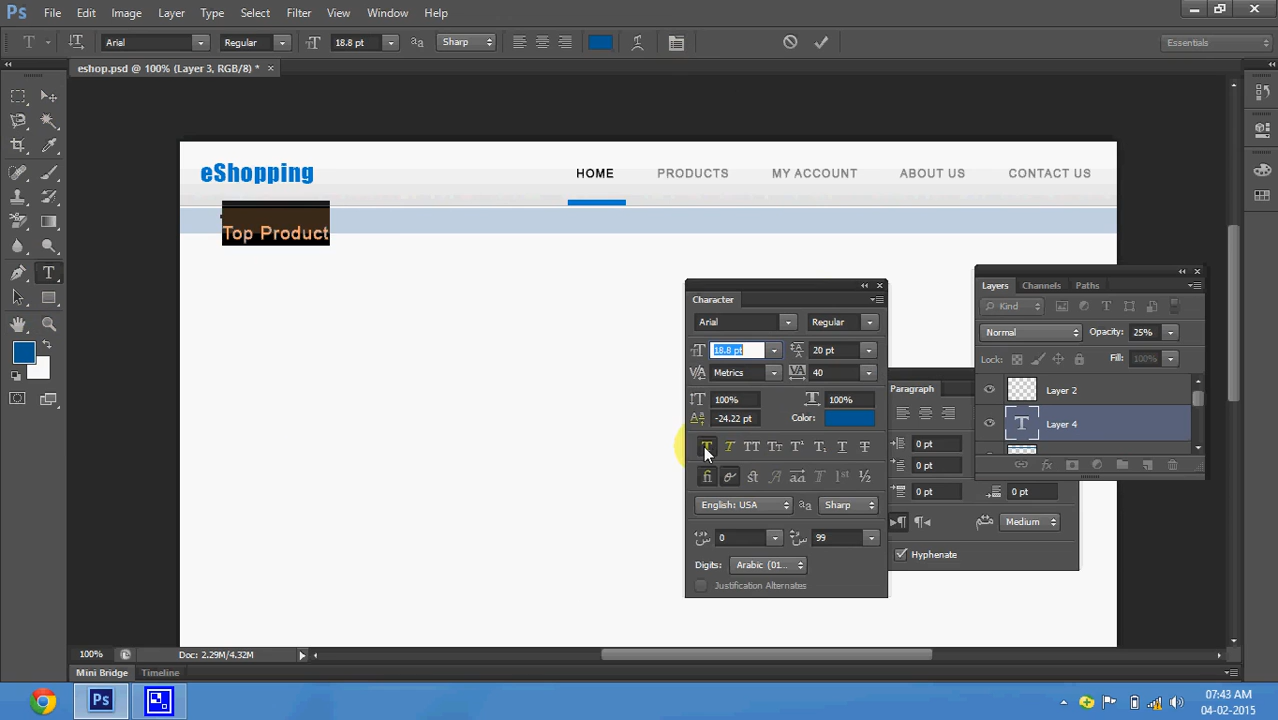 Ps File Edit Image Layer Type Select Filter View Window Help
T Arial Regular 18.8 pt aa Sharp Essentials
eshop.psd @ 100% (Layer 3, RGB/8) * ×
eShopping HOME PRODUCTS MY ACCOUNT ABOUT US CONTACT US
Top Product
Layers Channels Paths
Kind
Normal Opacity: 25%
Lock: Fill: 100%
Layer 2
Layer 4
Character
Arial Regular
18.8 pt 20 pt
Metrics 40
100% 100%
-24.22 pt Color:
English: USA aa Sharp
0 99
Digits: Arabic (01...
Justification Alternates
Paragraph
0 pt
0 pt
0 pt 0 pt
Medium
Hyphenate
100% Doc: 2.29M/4.32M
Mini Bridge Timeline
Ps
07:43 AM
04-02-2015